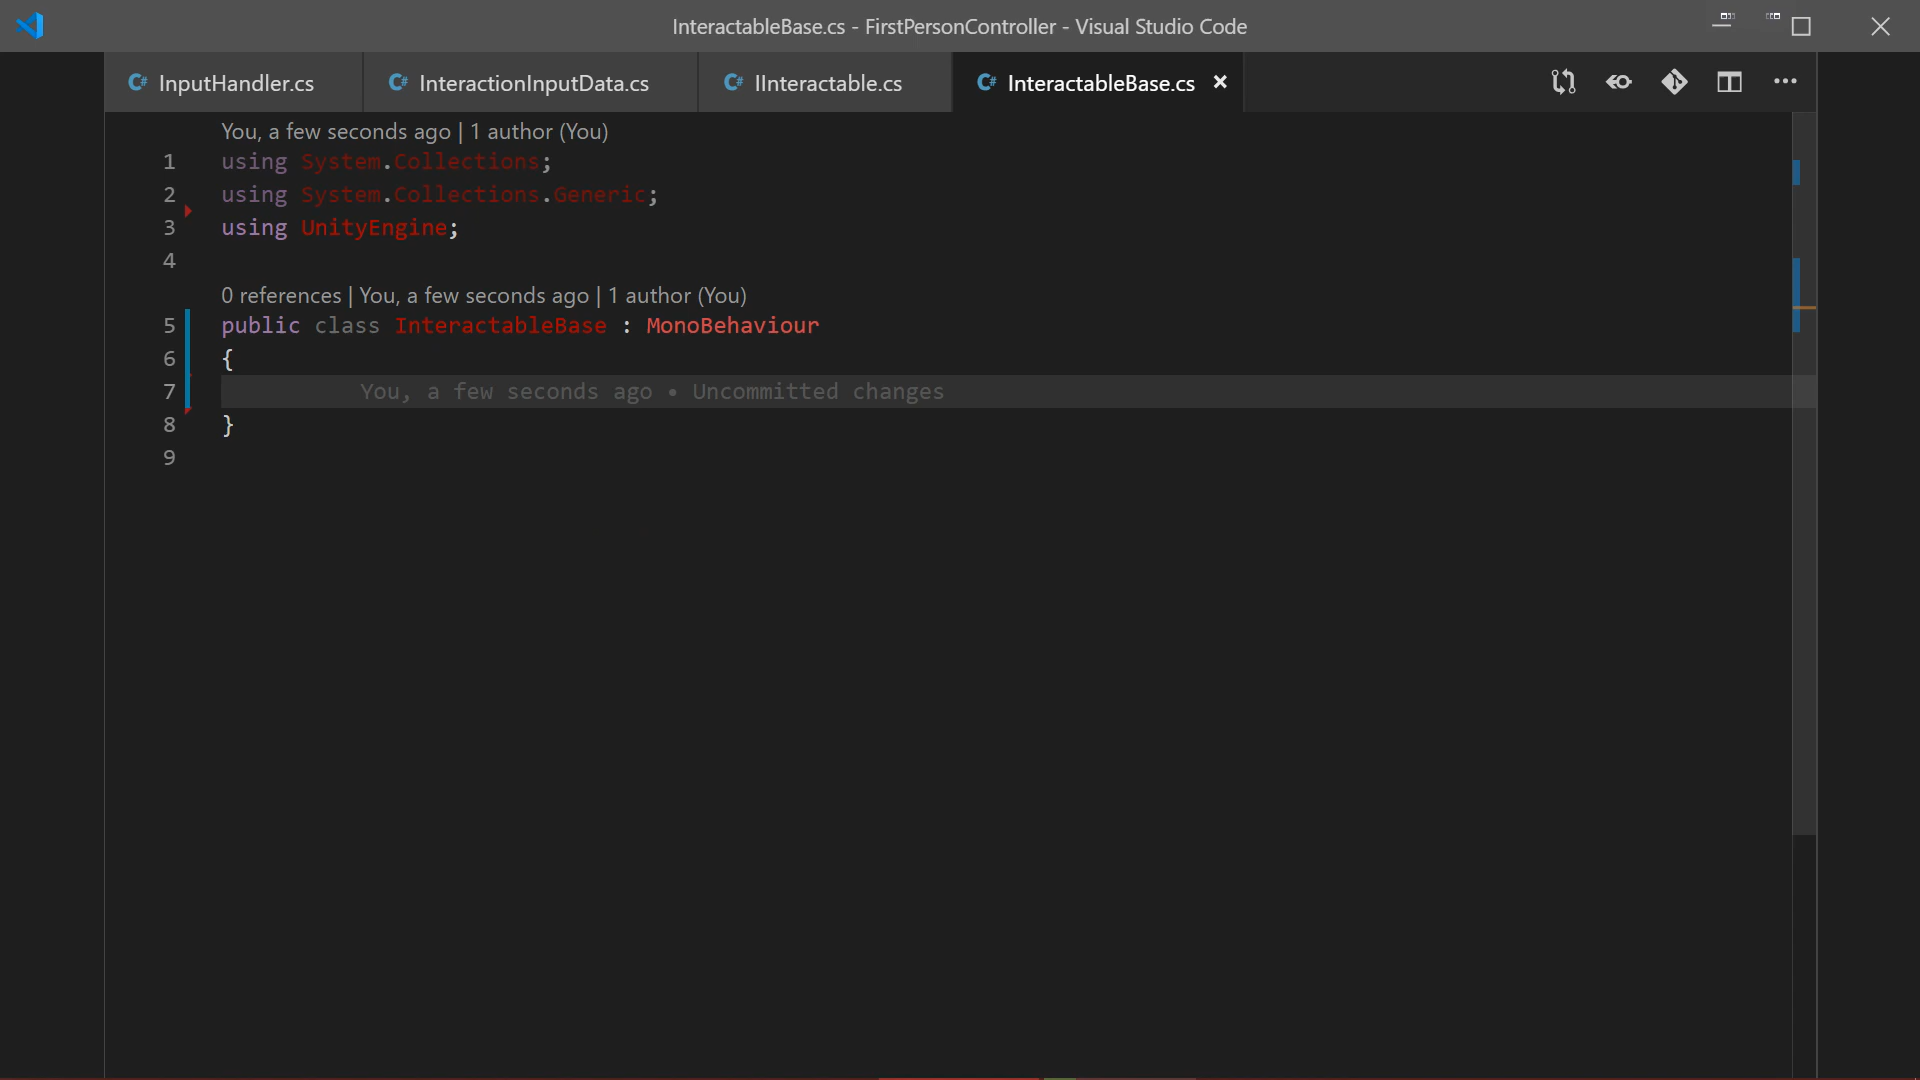 InteractableBase.cs - FirstPersonController - Visual Studio Code
InputHandler.cs InteractionInputData.cs IInteractable.cs InteractableBase.cs
You, a few seconds ago | 1 author (You)
1 using System.Collections;
2 using System.Collections.Generic;
3 using UnityEngine;
4
0 references | You, a few seconds ago | 1 author (You)
5 public class InteractableBase : MonoBehaviour
6 {
7 You, a few seconds ago • Uncommitted changes
8 }
9